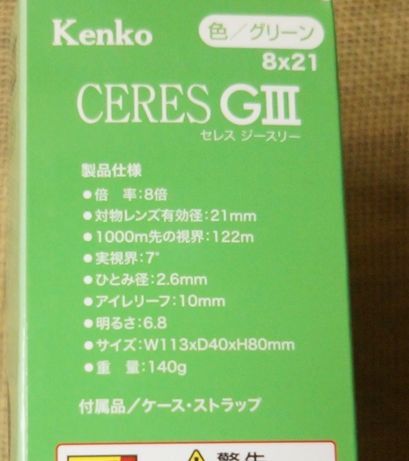 Kenko
色/グリーン
8x21
CERES GIII
セレス ジースリー
製品仕様
●倍 率:8倍
●対物レンズ有効径:21mm
●1000m先の視界:122m
●実視界:7°
●ひとみ径:2.6mm
●アイレリーフ:10mm
●明るさ:6.8
●サイズ:W113xD40xH80mm
●重 量:140g
付属品/ケース・ストラップ
警告